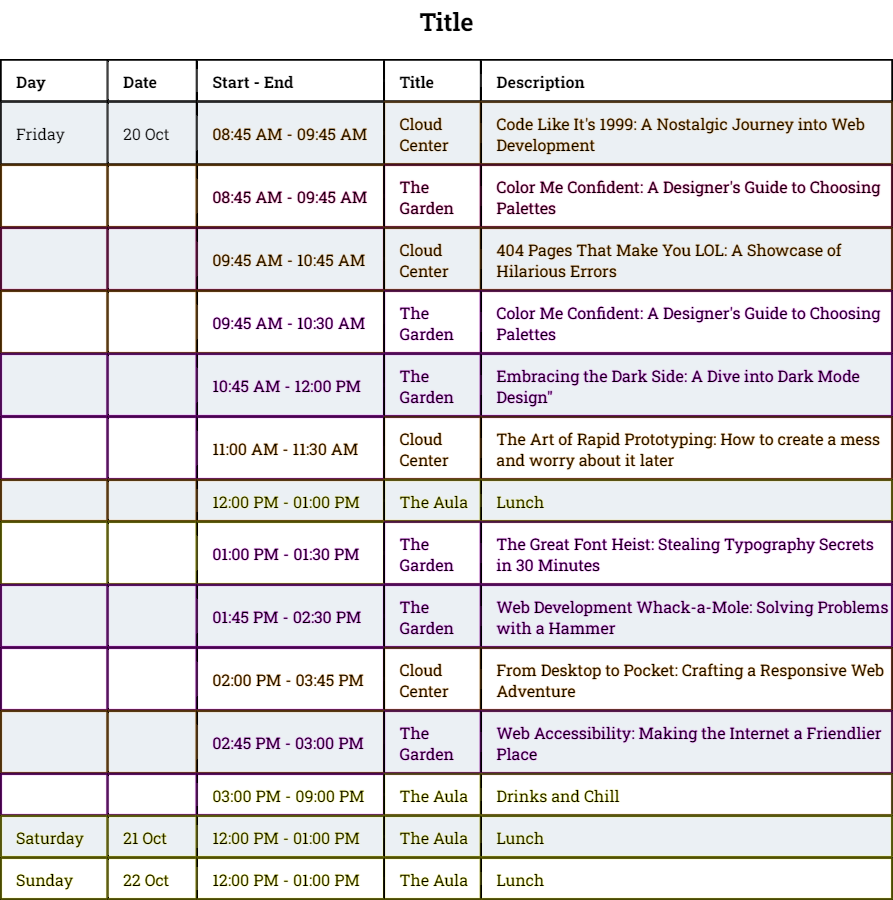 Title
Day Date Start - End Title Description
Friday 20 Oct 08:45 AM - 09:45 AM Cloud Center Code Like It's 1999: A Nostalgic Journey into Web Development
08:45 AM - 09:45 AM The Garden Color Me Confident: A Designer's Guide to Choosing Palettes
09:45 AM - 10:45 AM Cloud Center 404 Pages That Make You LOL: A Showcase of Hilarious Errors
09:45 AM - 10:30 AM The Garden Color Me Confident: A Designer's Guide to Choosing Palettes
10:45 AM - 12:00 PM The Garden Embracing the Dark Side: A Dive into Dark Mode Design"
11:00 AM - 11:30 AM Cloud Center The Art of Rapid Prototyping: How to create a mess and worry about it later
12:00 PM - 01:00 PM The Aula Lunch
01:00 PM - 01:30 PM The Garden The Great Font Heist: Stealing Typography Secrets in 30 Minutes
01:45 PM - 02:30 PM The Garden Web Development Whack-a-Mole: Solving Problems with a Hammer
02:00 PM - 03:45 PM Cloud Center From Desktop to Pocket: Crafting a Responsive Web Adventure
02:45 PM - 03:00 PM The Garden Web Accessibility: Making the Internet a Friendlier Place
03:00 PM - 09:00 PM The Aula Drinks and Chill
Saturday 21 Oct 12:00 PM - 01:00 PM The Aula Lunch
Sunday 22 Oct 12:00 PM - 01:00 PM The Aula Lunch